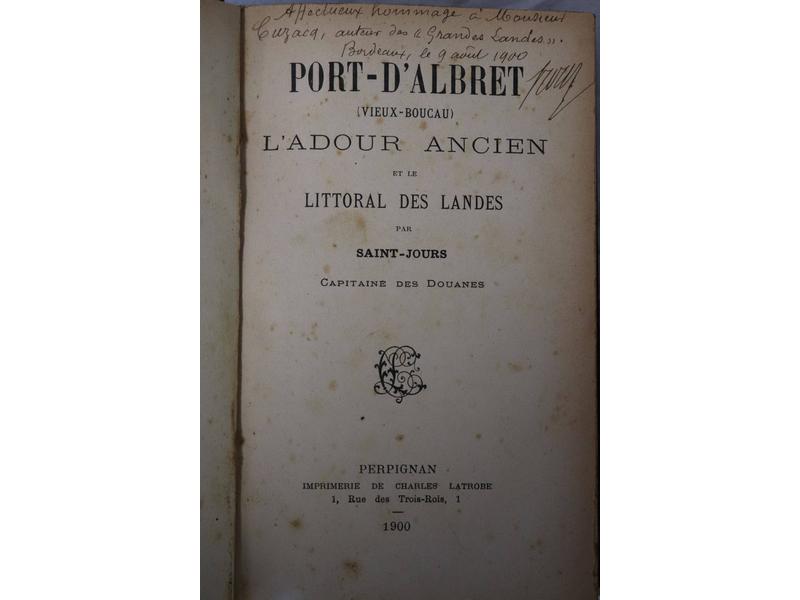 Affectueux hommage à Monsieur
Cuzacq, auteur des « Grandes Landes ».
Bordeaux, le 9 août 1900
PORT-D'ALBRET
(VIEUX-BOUCAU)
L'ADOUR ANCIEN
ET LE
LITTORAL DES LANDES
PAR
SAINT-JOURS
CAPITAINE DES DOUANES
PERPIGNAN
IMPRIMERIE DE CHARLES LATROBE
1, Rue des Trois-Rois, 1
1900